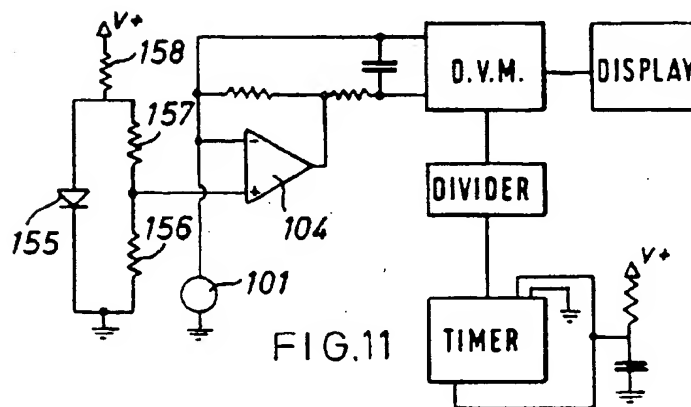 V+
158
157
155
156
-
+
104
101
D.V.M.
DISPLAY
DIVIDER
TIMER
V+
FIG.11